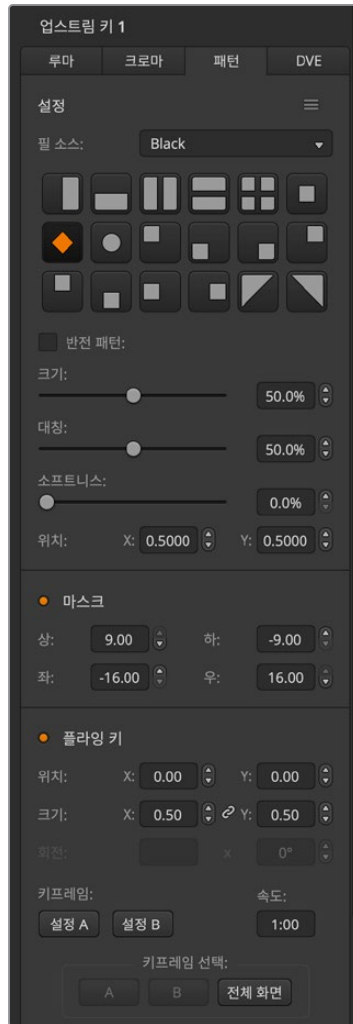 업스트림 키 1
루마 크로마 패턴 DVE
설정
필 소스: Black
반전 패턴:
크기:
50.0%
대칭:
50.0%
소프트니스:
0.0%
위치: X: 0.5000 Y: 0.5000
마스크
상: 9.00 하: -9.00
좌: -16.00 우: 16.00
플라잉 키
위치: X: 0.00 Y: 0.00
크기: X: 0.50 Y: 0.50
회전: x 0°
키프레임: 속도:
설정 A 설정 B 1:00
키프레임 선택:
A B 전체 화면